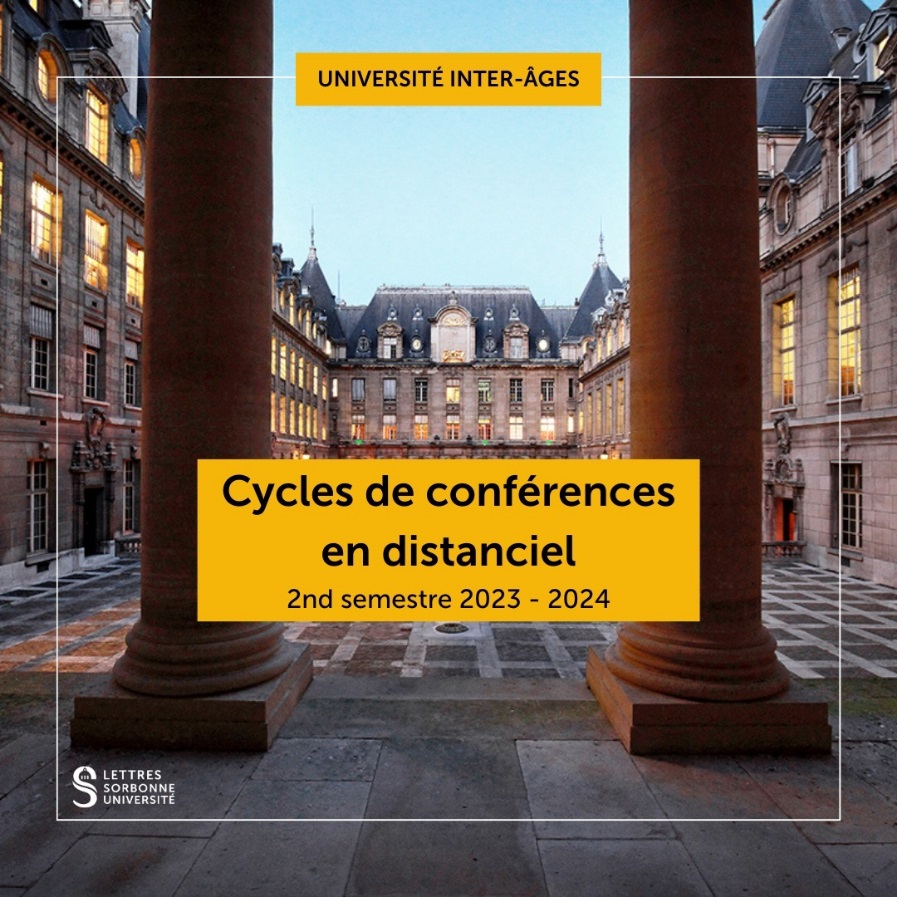 UNIVERSITÉ INTER-ÂGES
Cycles de conférences
en distanciel
2nd semestre 2023 - 2024
LETTRES
SORBONNE
UNIVERSITÉ